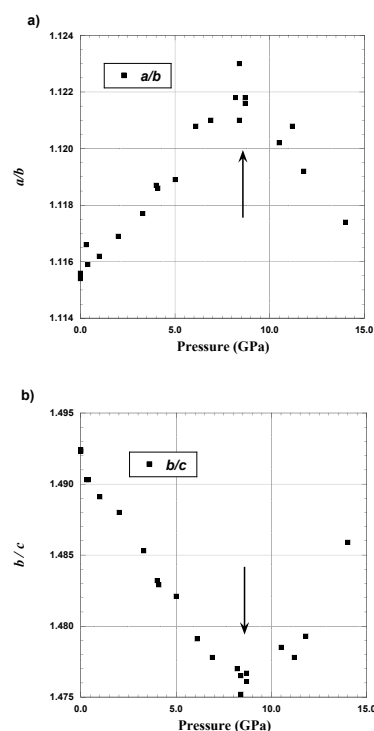 a)
1.124
a/b
1.122
1.120
a/b
1.118
1.116
1.114
0.0 5.0 10.0 15.0
Pressure (GPa)
b)
1.495
b/c
1.490
1.485
b / c
1.480
1.475
0.0 5.0 10.0 15.0
Pressure (GPa)